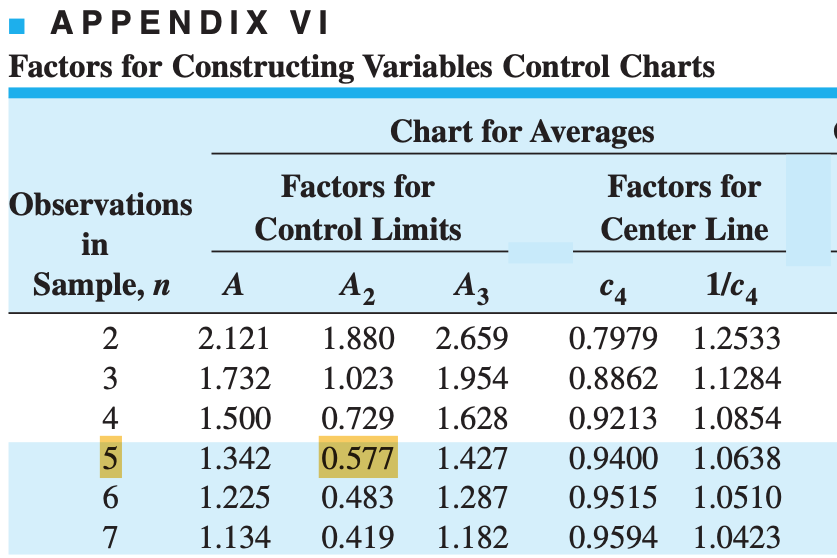 APPENDIX VI
Factors for Constructing Variables Control Charts
Chart for Averages
Observations in Sample, n
Factors for Control Limits
Factors for Center Line
A A₂ A₃ c₄ 1/c₄
2 2.121 1.880 2.659 0.7979 1.2533
3 1.732 1.023 1.954 0.8862 1.1284
4 1.500 0.729 1.628 0.9213 1.0854
5 1.342 0.577 1.427 0.9400 1.0638
6 1.225 0.483 1.287 0.9515 1.0510
7 1.134 0.419 1.182 0.9594 1.0423